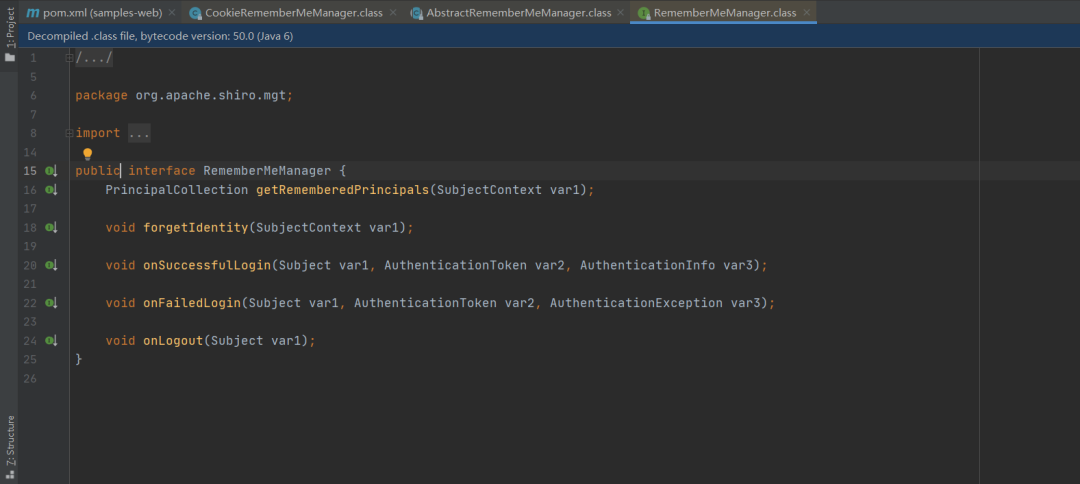 1: Project
pom.xml (samples-web) CookieRememberMeManager.class AbstractRememberMeManager.class RememberMeManager.class
Decompiled .class file, bytecode version: 50.0 (Java 6)
1 /.../
5
6 package org.apache.shiro.mgt;
7
8 import ...
14
15 public interface RememberMeManager {
16 PrincipalCollection getRememberedPrincipals(SubjectContext var1);
17
18 void forgetIdentity(SubjectContext var1);
19
20 void onSuccessfulLogin(Subject var1, AuthenticationToken var2, AuthenticationInfo var3);
21
22 void onFailedLogin(Subject var1, AuthenticationToken var2, AuthenticationException var3);
23
24 void onLogout(Subject var1);
25 }
26
Z: Structure